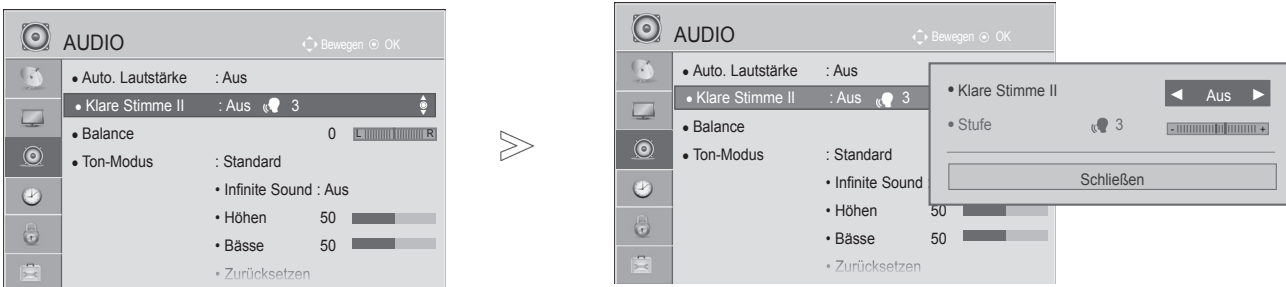 AUDIO Bewegen OK
• Auto. Lautstärke : Aus
• Klare Stimme II : Aus 3
• Balance 0 L R
• Ton-Modus : Standard
• Infinite Sound : Aus
• Höhen 50
• Bässe 50
• Zurücksetzen
AUDIO Bewegen OK
• Auto. Lautstärke : Aus
• Klare Stimme II : Aus 3
• Balance
• Ton-Modus : Standard
• Infinite Sound :
• Höhen 50
• Bässe 50
• Zurücksetzen
• Klare Stimme II ◀ Aus ▶
• Stufe 3 - +
Schließen